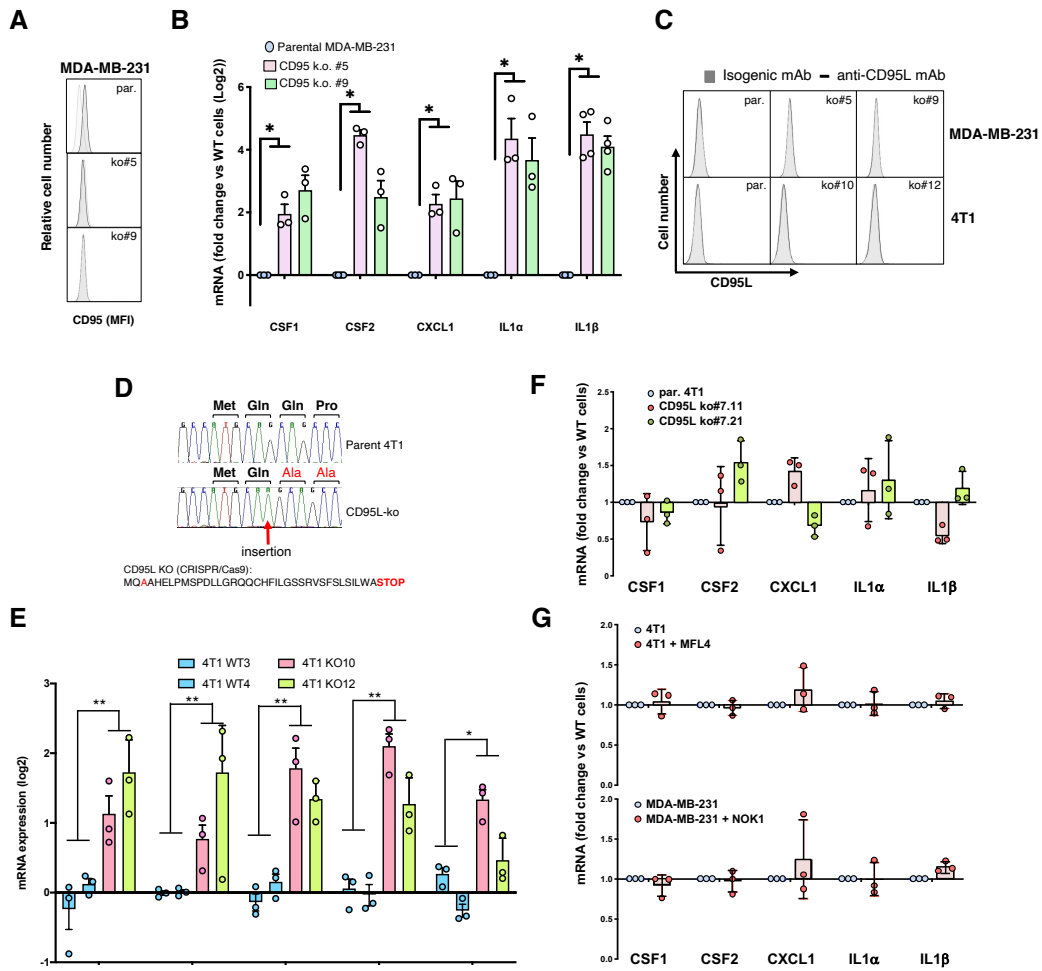 A
MDA-MB-231
par.
ko#5
ko#9
Relative cell number
CD95 (MFI)
B
Parental MDA-MB-231
CD95 k.o. #5
CD95 k.o. #9
mRNA (fold change vs WT cells (Log2))
6
4
2
0
*
*
*
*
*
CSF1
CSF2
CXCL1
IL1α
IL1β
C
Isogenic mAb
anti-CD95L mAb
par.
ko#5
ko#9
MDA-MB-231
par.
ko#10
ko#12
4T1
Cell number
CD95L
D
Met Gln Gln Pro
Parent 4T1
Met Gln Ala Ala
CD95L-ko
insertion
CD95L KO (CRISPR/Cas9):
MQAAHELPMSPDLLGRQQCHFILGSSRVSFSLSILWASTOP
E
4T1 WT3
4T1 WT4
4T1 KO10
4T1 KO12
mRNA expression (log2)
3
2
1
0
-1
**
**
**
**
*
F
par. 4T1
CD95L ko#7.11
CD95L ko#7.21
mRNA (fold change vs WT cells)
2.5
2.0
1.5
1.0
0.5
0.0
CSF1
CSF2
CXCL1
IL1α
IL1β
G
4T1
4T1 + MFL4
mRNA (fold change vs WT cells)
2.0
1.5
1.0
0.5
0.0
MDA-MB-231
MDA-MB-231 + NOK1
2.0
1.5
1.0
0.5
0.0
CSF1
CSF2
CXCL1
IL1α
IL1β